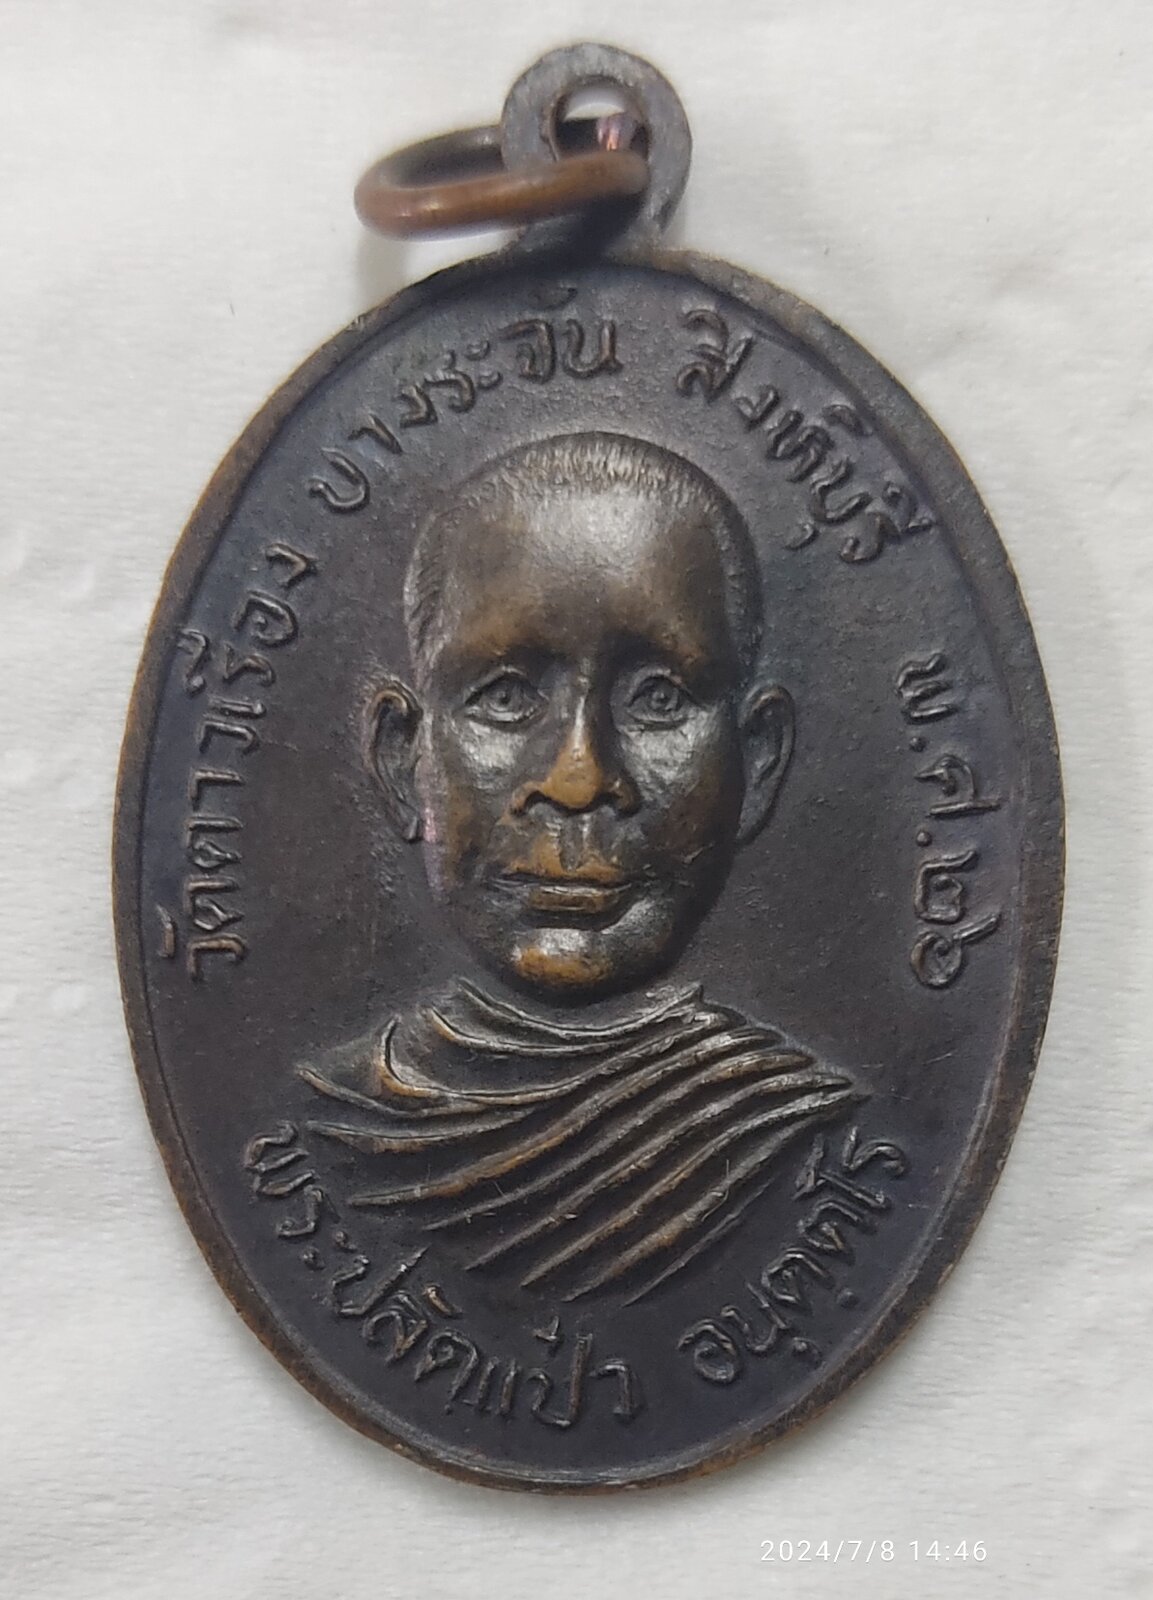 วัดดาวเรือง บางระจัน สิงห์บุรี พ.ศ.๒๖
พระปลัดแป๋ว อนุตฺตโร
2024/7/8 14:46